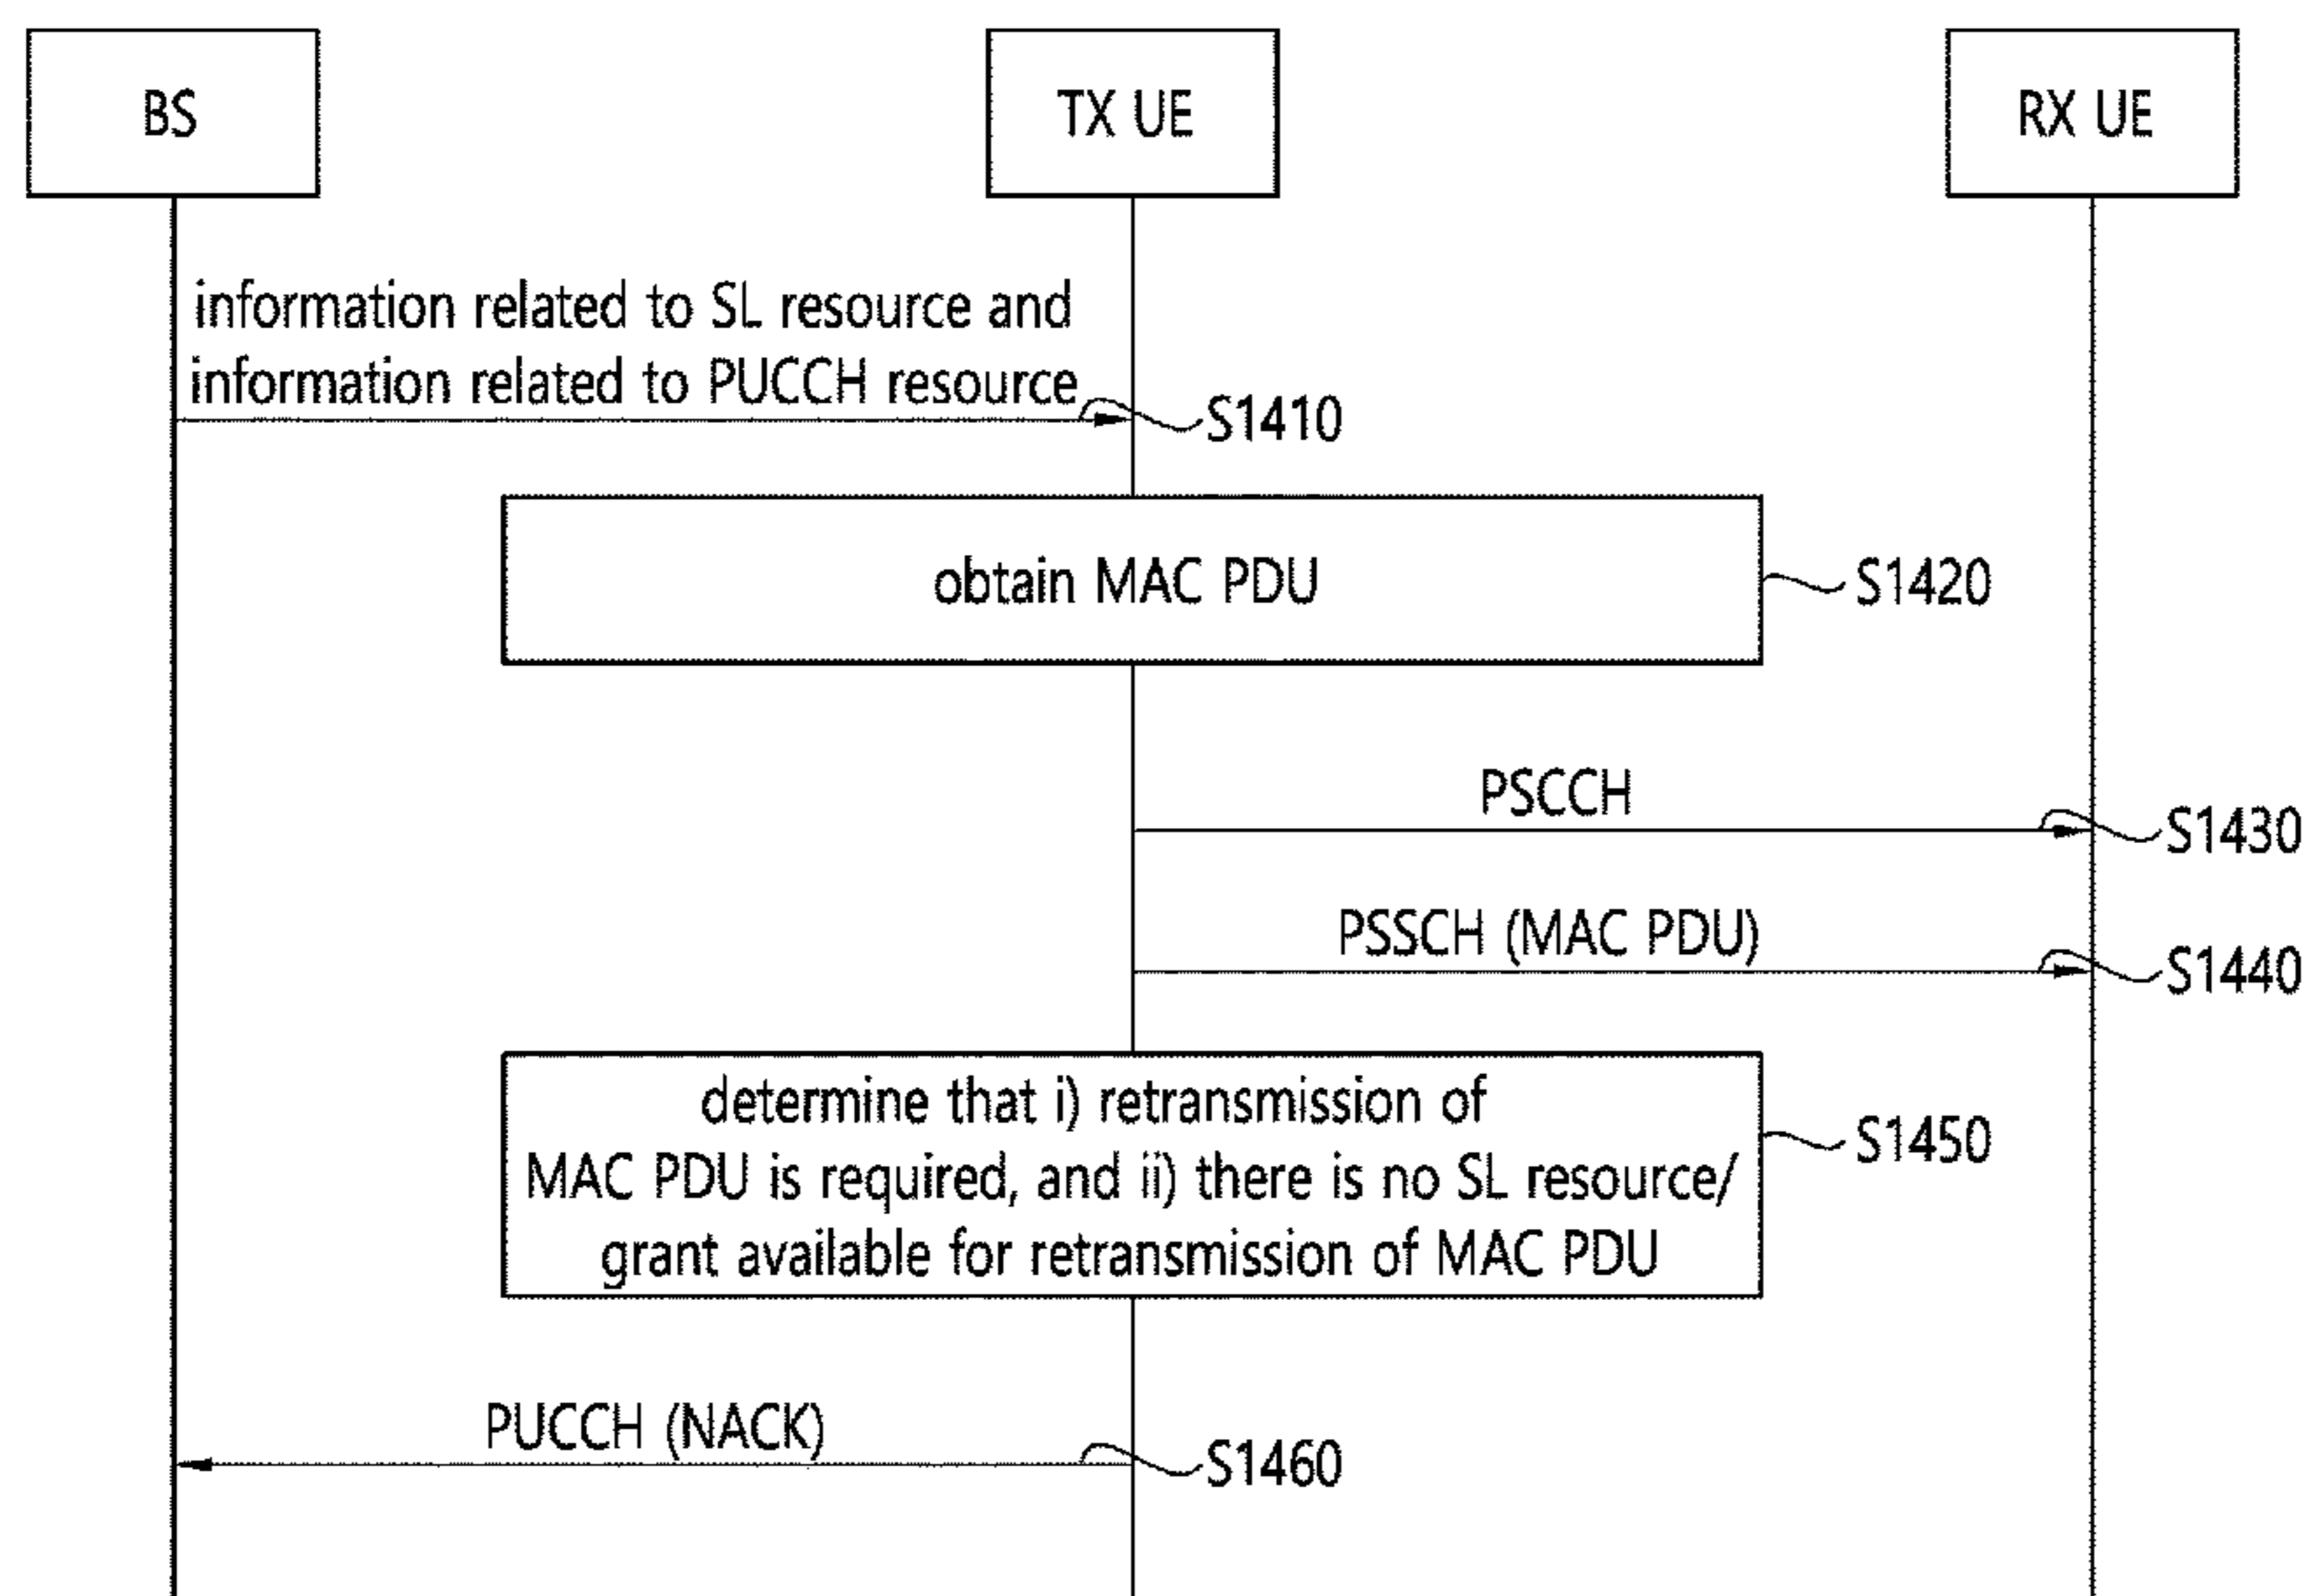 BS
TX UE
RX UE
information related to SL resource and
information related to PUCCH resource
S1410
obtain MAC PDU
S1420
PSCCH
S1430
PSSCH (MAC PDU)
S1440
determine that i) retransmission of
MAC PDU is required, and ii) there is no SL resource/
grant available for retransmission of MAC PDU
S1450
PUCCH (NACK)
S1460